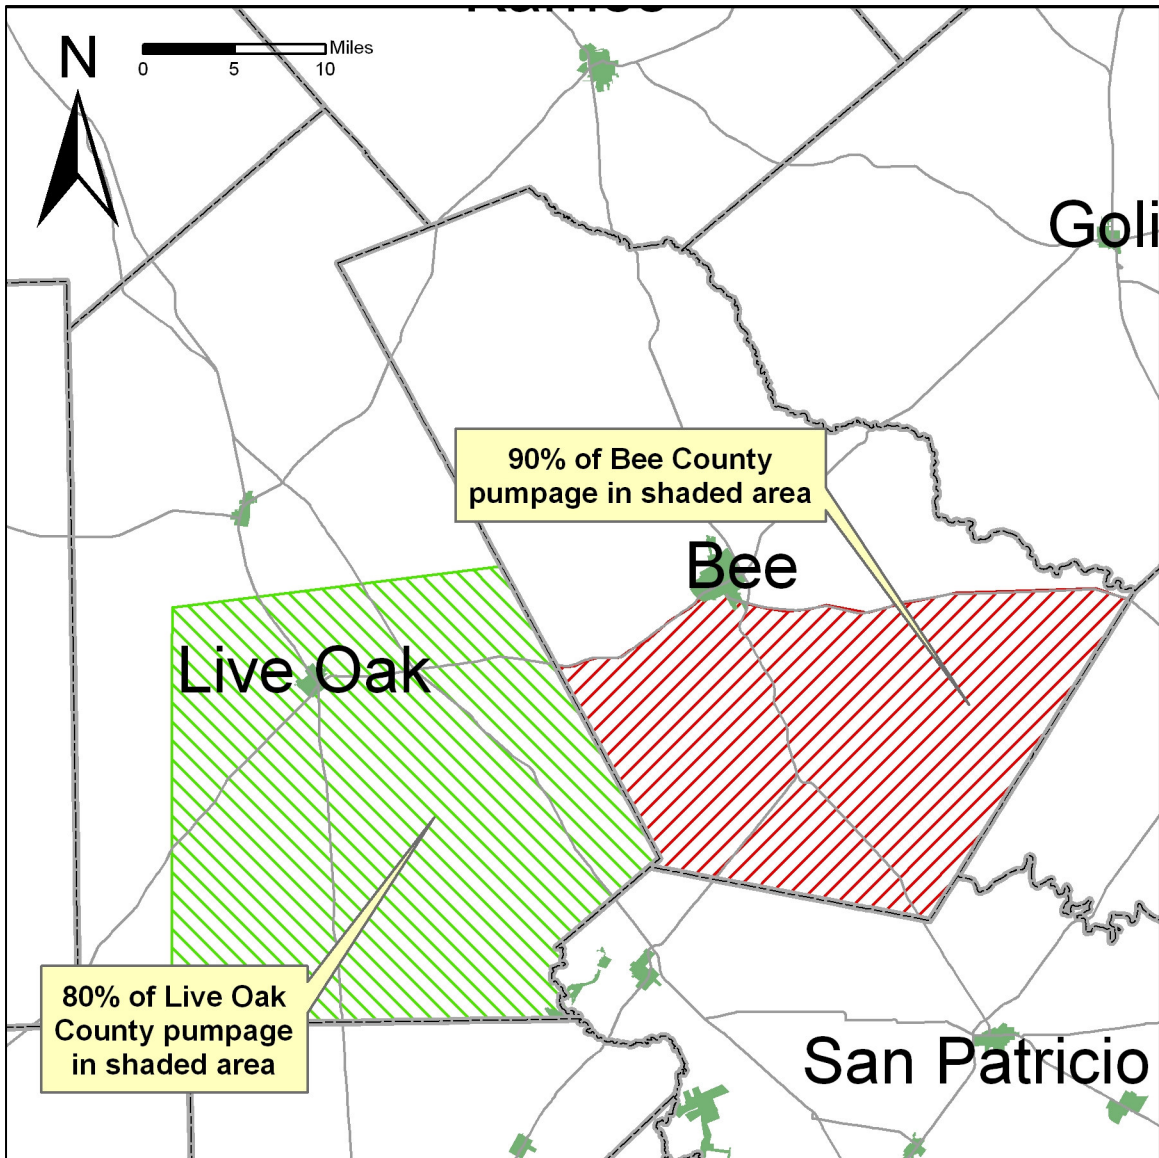 N
Miles
0 5 10
Goli
90% of Bee County
pumpage in shaded area
Bee
Live Oak
80% of Live Oak
County pumpage
in shaded area
San Patricio